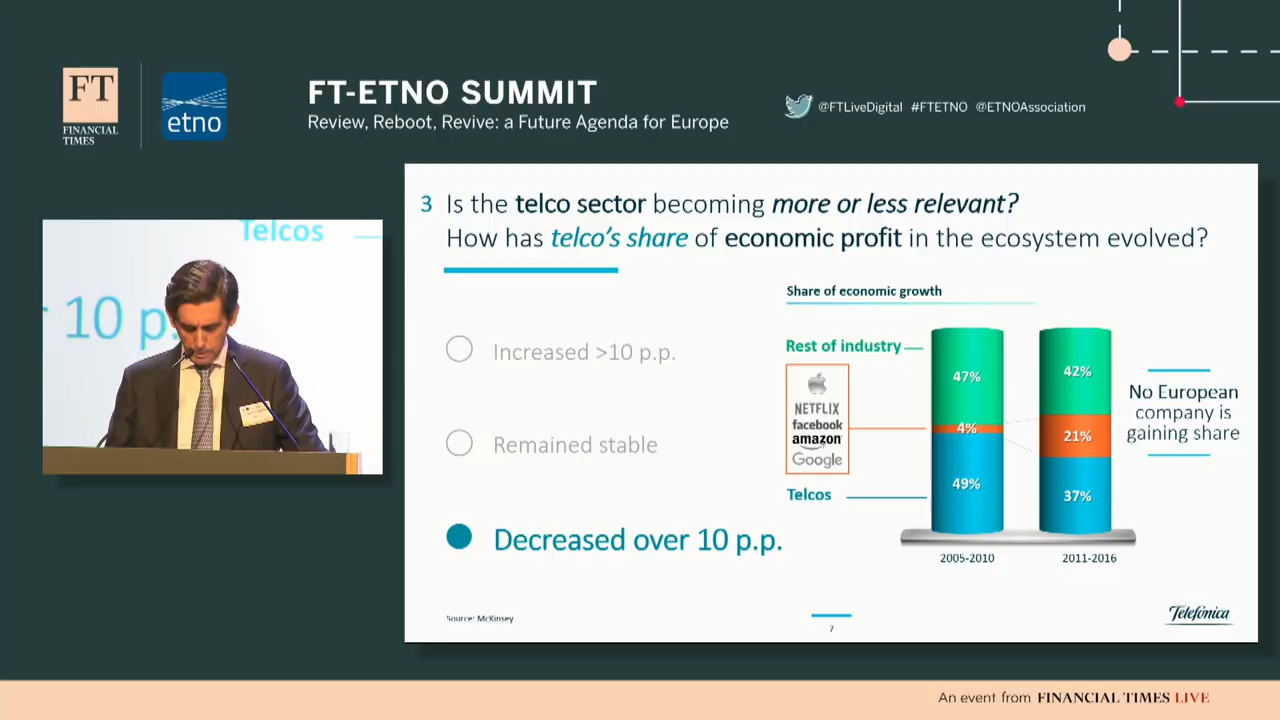 FT
FINANCIAL
TIMES
etno
FT-ETNO SUMMIT
Review, Reboot, Revive: a Future Agenda for Europe
@FTLiveDigital #FTETNO @ETNOAssociation
Telcos
10 p.
3 Is the telco sector becoming more or less relevant?
How has telco's share of economic profit in the ecosystem evolved?
Increased >10 p.p.
Remained stable
Decreased over 10 p.p.
Share of economic growth
Rest of industry
NETFLIX
facebook
amazon
Google
Telcos
47%
4%
49%
42%
21%
37%
2005-2010
2011-2016
No European
company is
gaining share
Source: McKinsey
7
Telefónica
An event from FINANCIAL TIMES LIVE